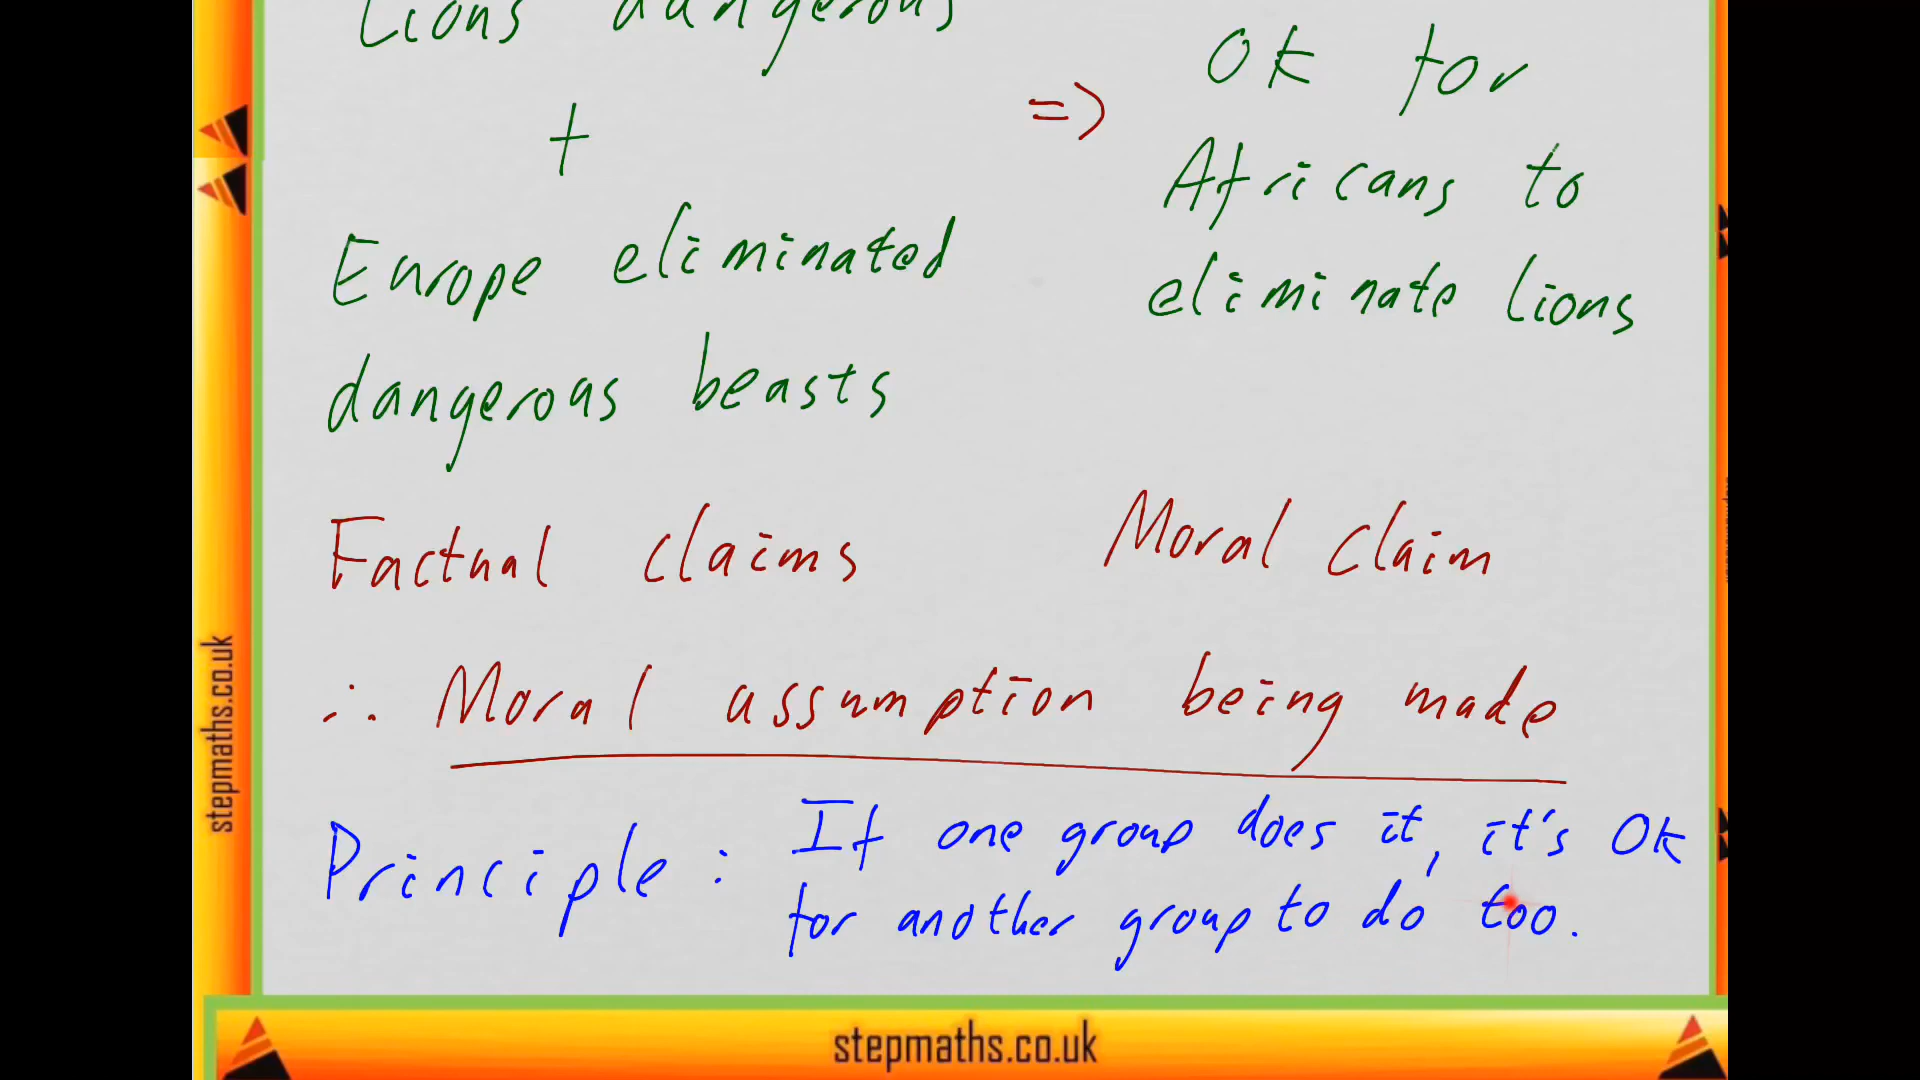 Lions dangerous
+
Europe eliminated
dangerous beasts
=>
Ok for
Africans to
eliminate lions
Factual claims
Moral claim
∴ Moral assumption being made
Principle : If one group does it, it's Ok
for another group to do too.
stepmaths.co.uk
stepmaths.co.uk